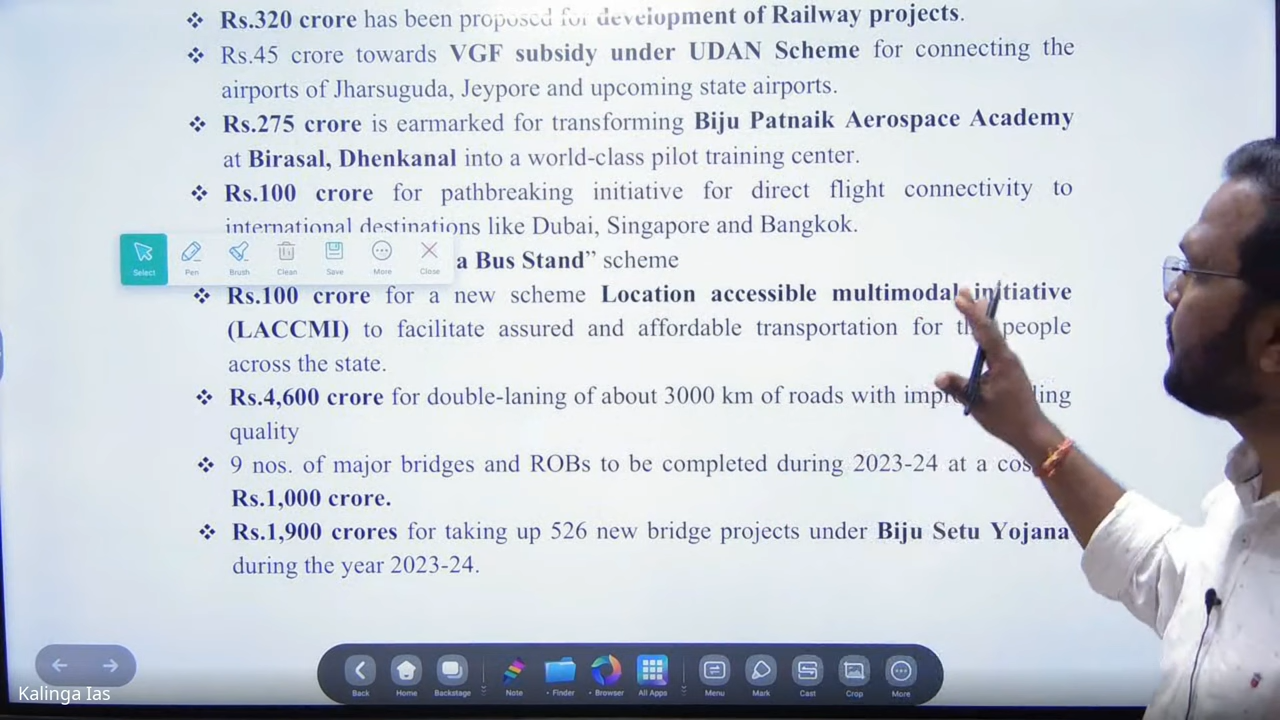 ❖ Rs.320 crore has been proposed for development of Railway projects.
❖ Rs.45 crore towards VGF subsidy under UDAN Scheme for connecting the
airports of Jharsuguda, Jeypore and upcoming state airports.
❖ Rs.275 crore is earmarked for transforming Biju Patnaik Aerospace Academy
at Birasal, Dhenkanal into a world-class pilot training center.
❖ Rs.100 crore for pathbreaking initiative for direct flight connectivity to
international destinations like Dubai, Singapore and Bangkok.
a Bus Stand” scheme
Select Pen Brush Clean Save More Close
❖ Rs.100 crore for a new scheme Location accessible multimodal initiative
(LACCMI) to facilitate assured and affordable transportation for people
across the state.
❖ Rs.4,600 crore for double-laning of about 3000 km of roads with
quality
❖ 9 nos. of major bridges and ROBs to be completed during 2023-24 at a
Rs.1,000 crore.
❖ Rs.1,900 crores for taking up 526 new bridge projects under Biju Setu Yojana
during the year 2023-24.
Back Home Backstage Note • Finder • Browser All Apps Menu Mark Cast Crop More
Kalinga Ias